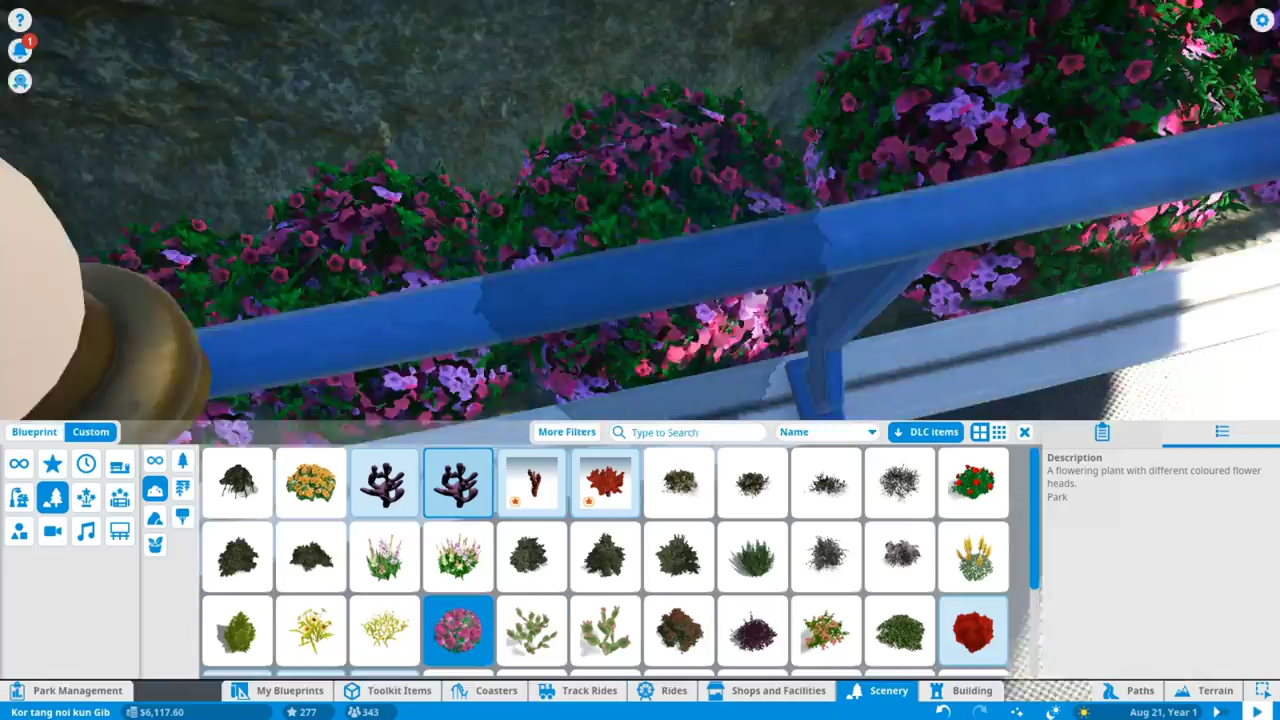 ?
1
Blueprint
Custom
More Filters
Type to Search
Name
DLC items
Description
A flowering plant with different coloured flower
heads.
Park
Park Management
My Blueprints
Toolkit Items
Coasters
Track Rides
Rides
Shops and Facilities
Scenery
Building
Paths
Terrain
Kor tang noi kun Gib
$6,117.60
277
343
Aug 21, Year 1